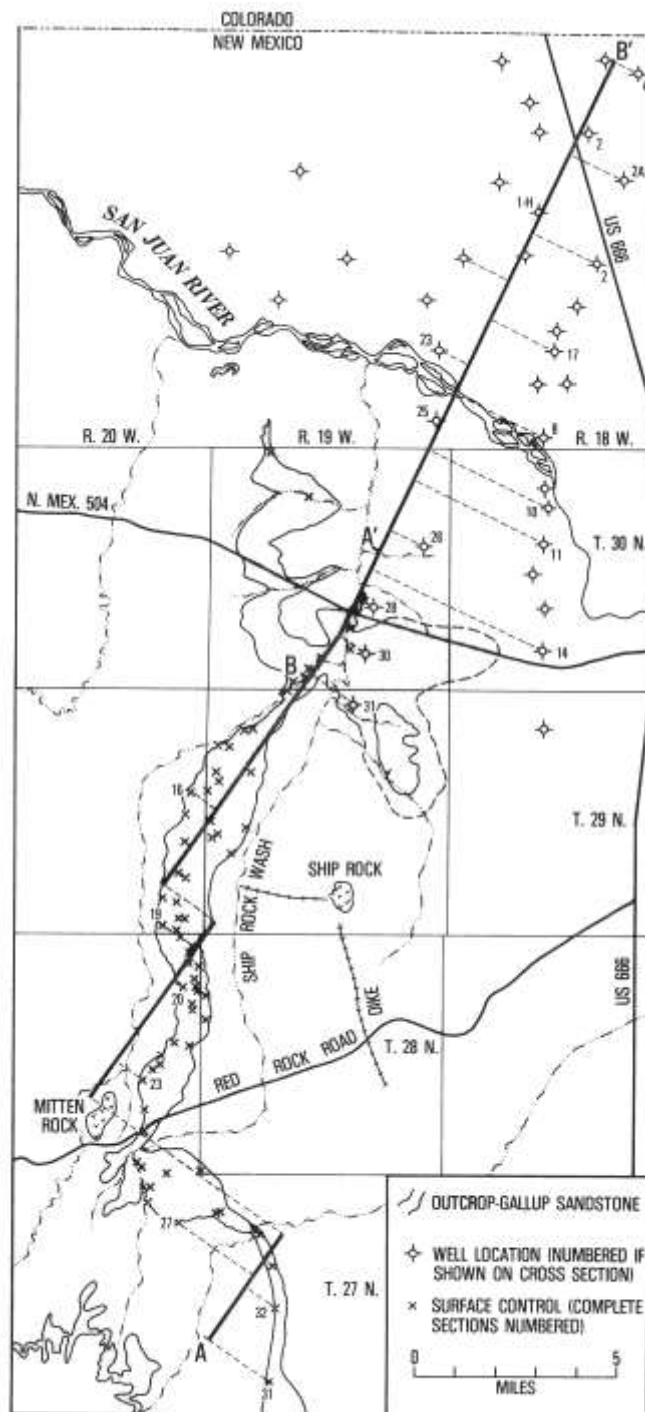 COLORADO
NEW MEXICO
B'
2
2A
1-H
US 666
2
SAN JUAN RIVER
23
17
25
8
R. 20 W.
R. 19 W.
R. 18 W.
N. MEX. 504
10
A'
26
11
T. 30 N.
28
14
30
B
31
16
T. 29 N.
SHIP ROCK
SHIP ROCK WASH
19
DIKE
US 666
20
T. 28 N.
RED ROCK ROAD
23
MITTEN
ROCK
27
T. 27 N.
32
A
31
OUTCROP-GALLUP SANDSTONE
WELL LOCATION (NUMBERED IF
SHOWN ON CROSS SECTION)
SURFACE CONTROL (COMPLETE
SECTIONS NUMBERED)
0 5
MILES